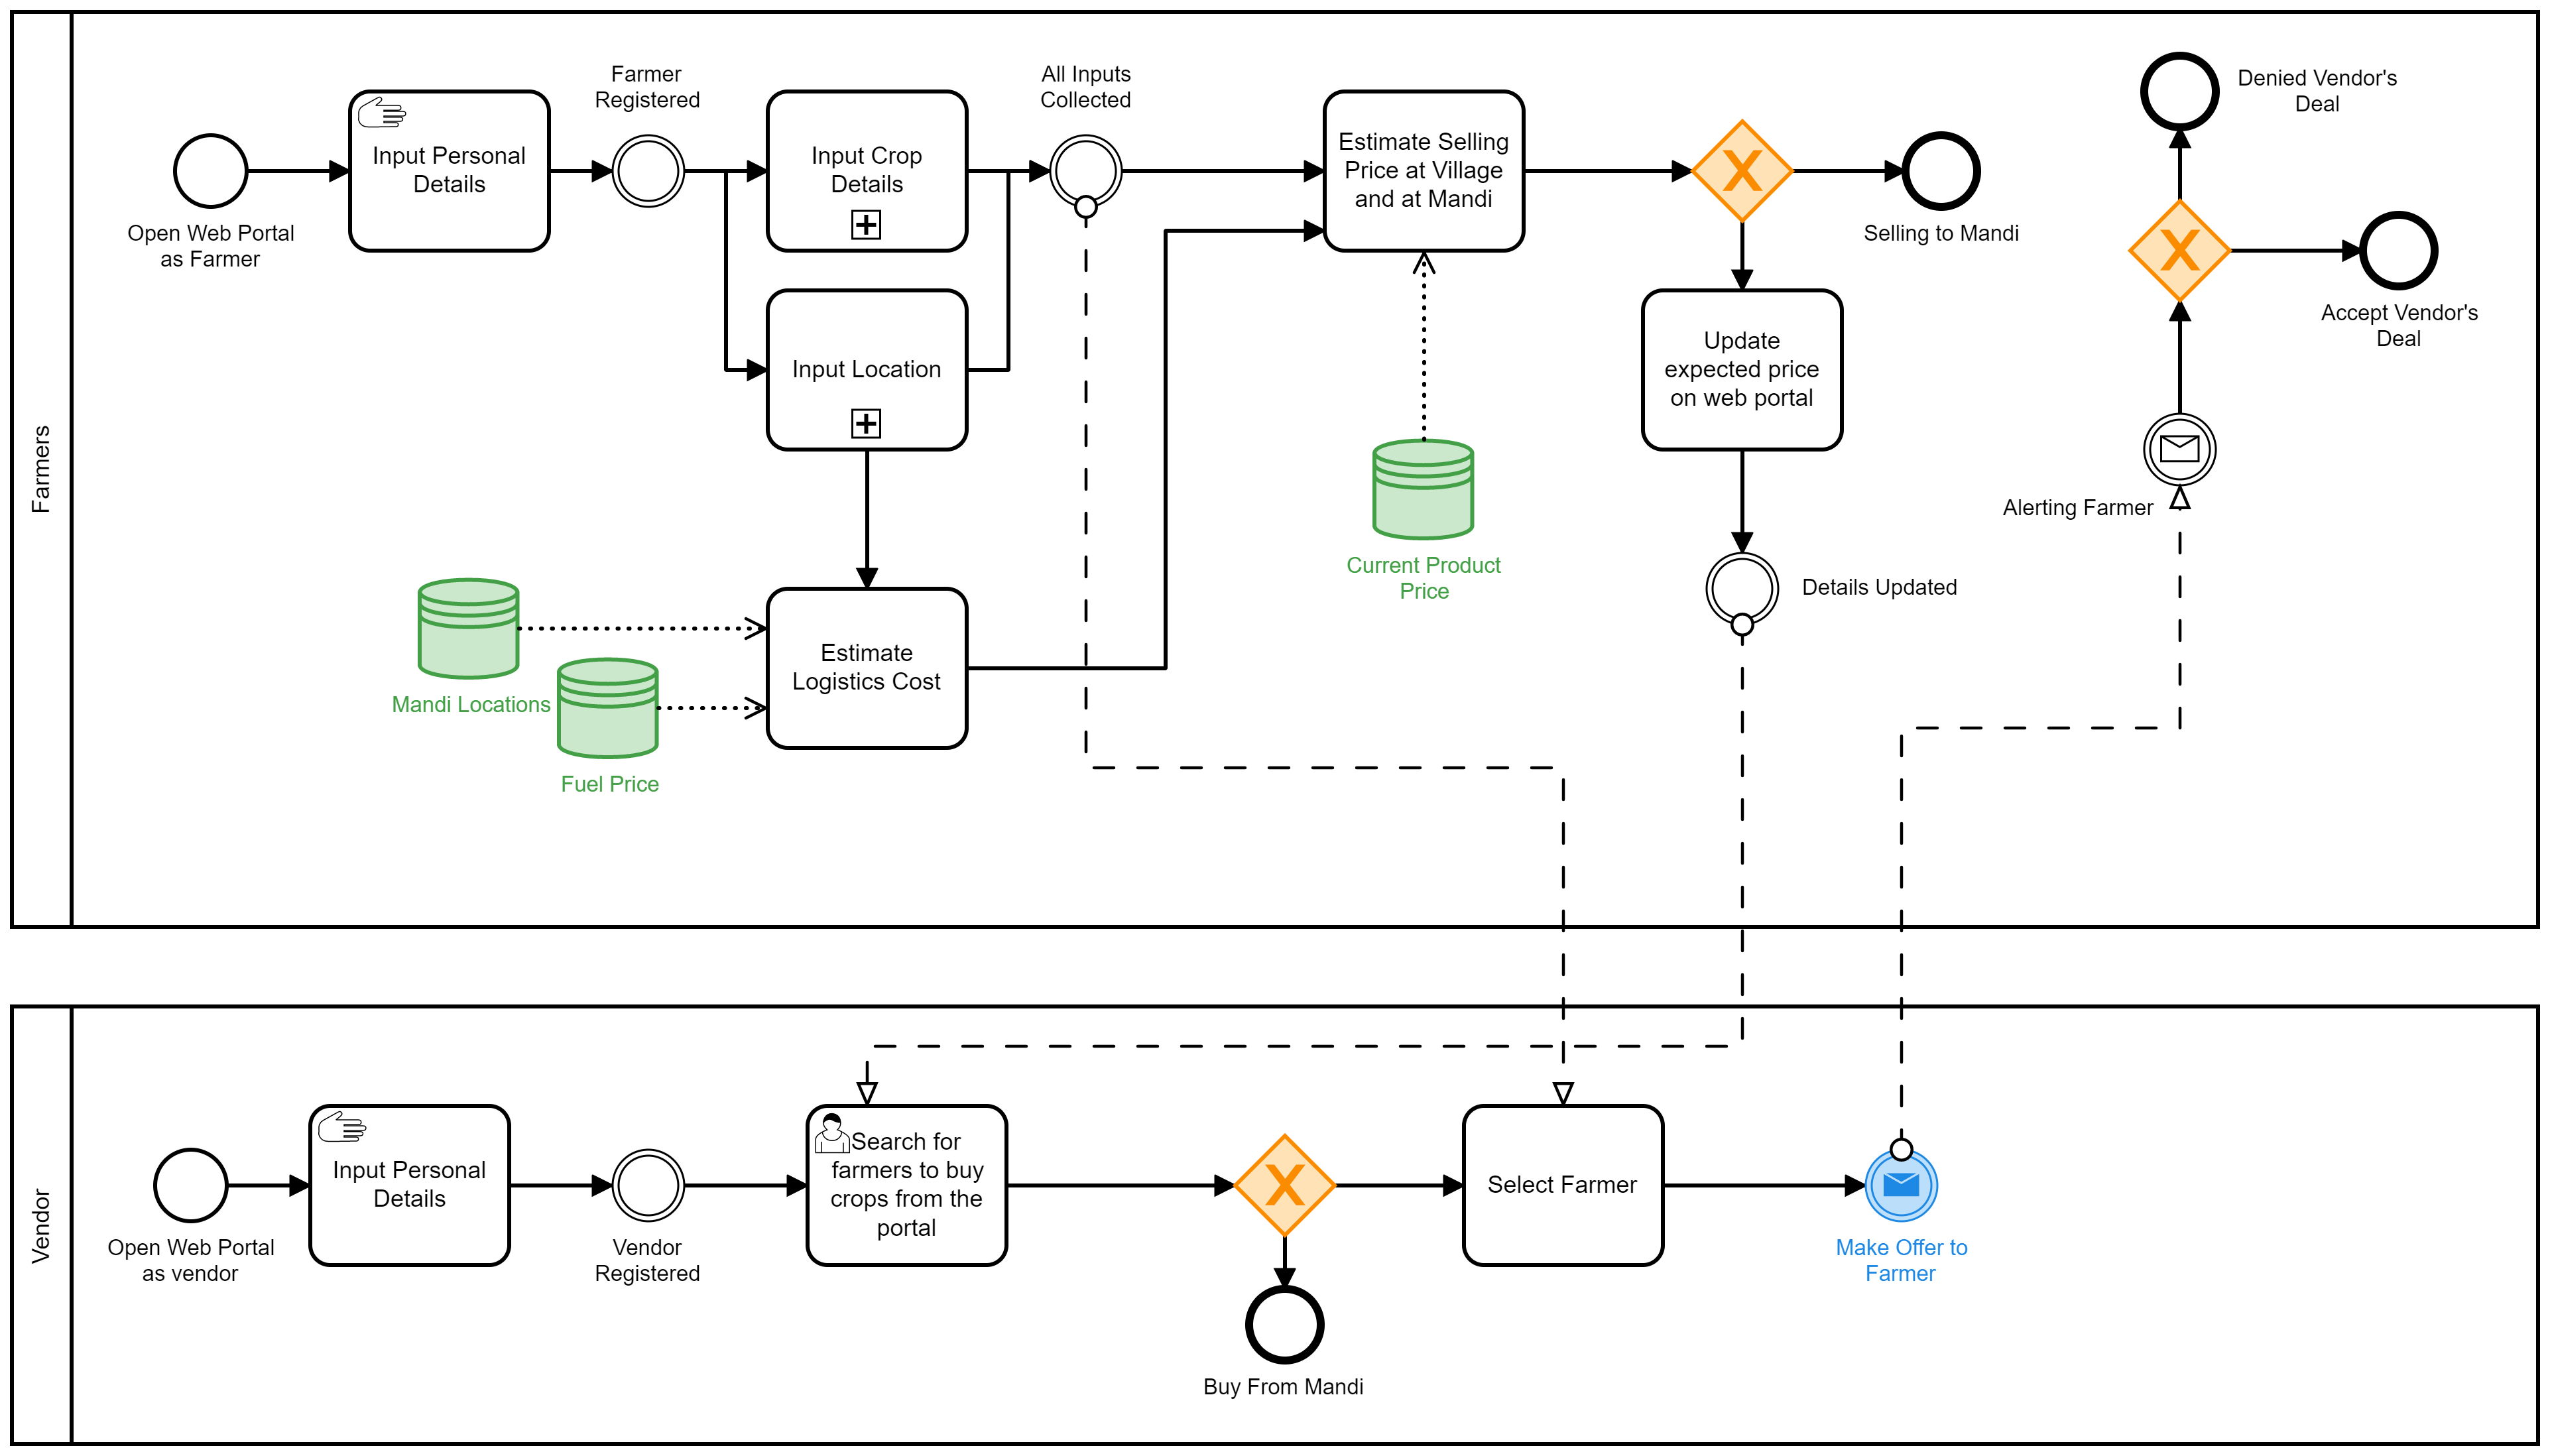 Farmers
Open Web Portal
as Farmer
Input Personal
Details
Farmer
Registered
Input Crop
Details
Input Location
All Inputs
Collected
Estimate Selling
Price at Village
and at Mandi
Selling to Mandi
Update
expected price
on web portal
Details Updated
Denied Vendor's
Deal
Accept Vendor's
Deal
Alerting Farmer
Current Product
Price
Mandi Locations
Fuel Price
Estimate
Logistics Cost
Vendor
Open Web Portal
as vendor
Input Personal
Details
Vendor
Registered
Search for
farmers to buy
crops from the
portal
X
X
X
Buy From Mandi
Select Farmer
Make Offer to
Farmer